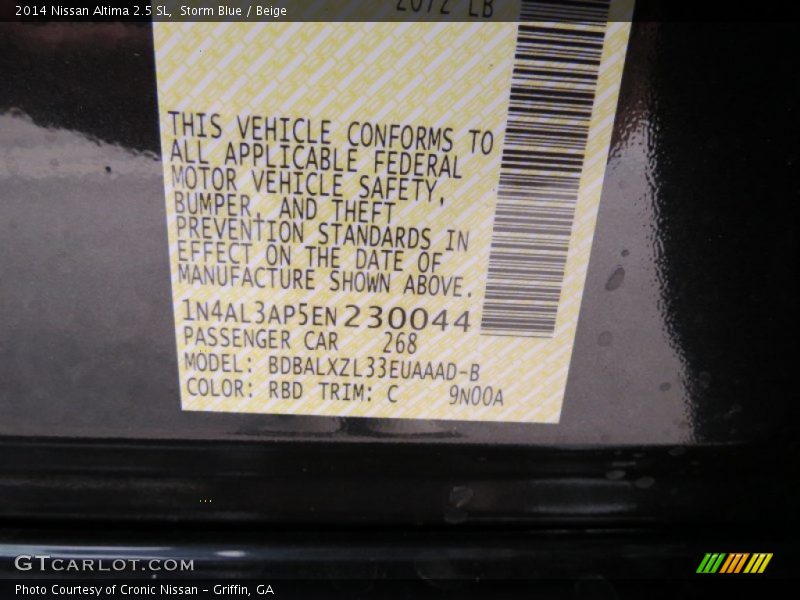 2014 Nissan Altima 2.5 SL, Storm Blue / Beige
2072 LB
THIS VEHICLE CONFORMS TO
ALL APPLICABLE FEDERAL
MOTOR VEHICLE SAFETY,
BUMPER, AND THEFT
PREVENTION STANDARDS IN
EFFECT ON THE DATE OF
MANUFACTURE SHOWN ABOVE.
1N4AL3AP5EN230044
PASSENGER CAR 268
MODEL: BDBALXZL33EUAAAD-B
COLOR: RBD TRIM: C 9N00A
GTCARLOT.COM
Photo Courtesy of Cronic Nissan - Griffin, GA